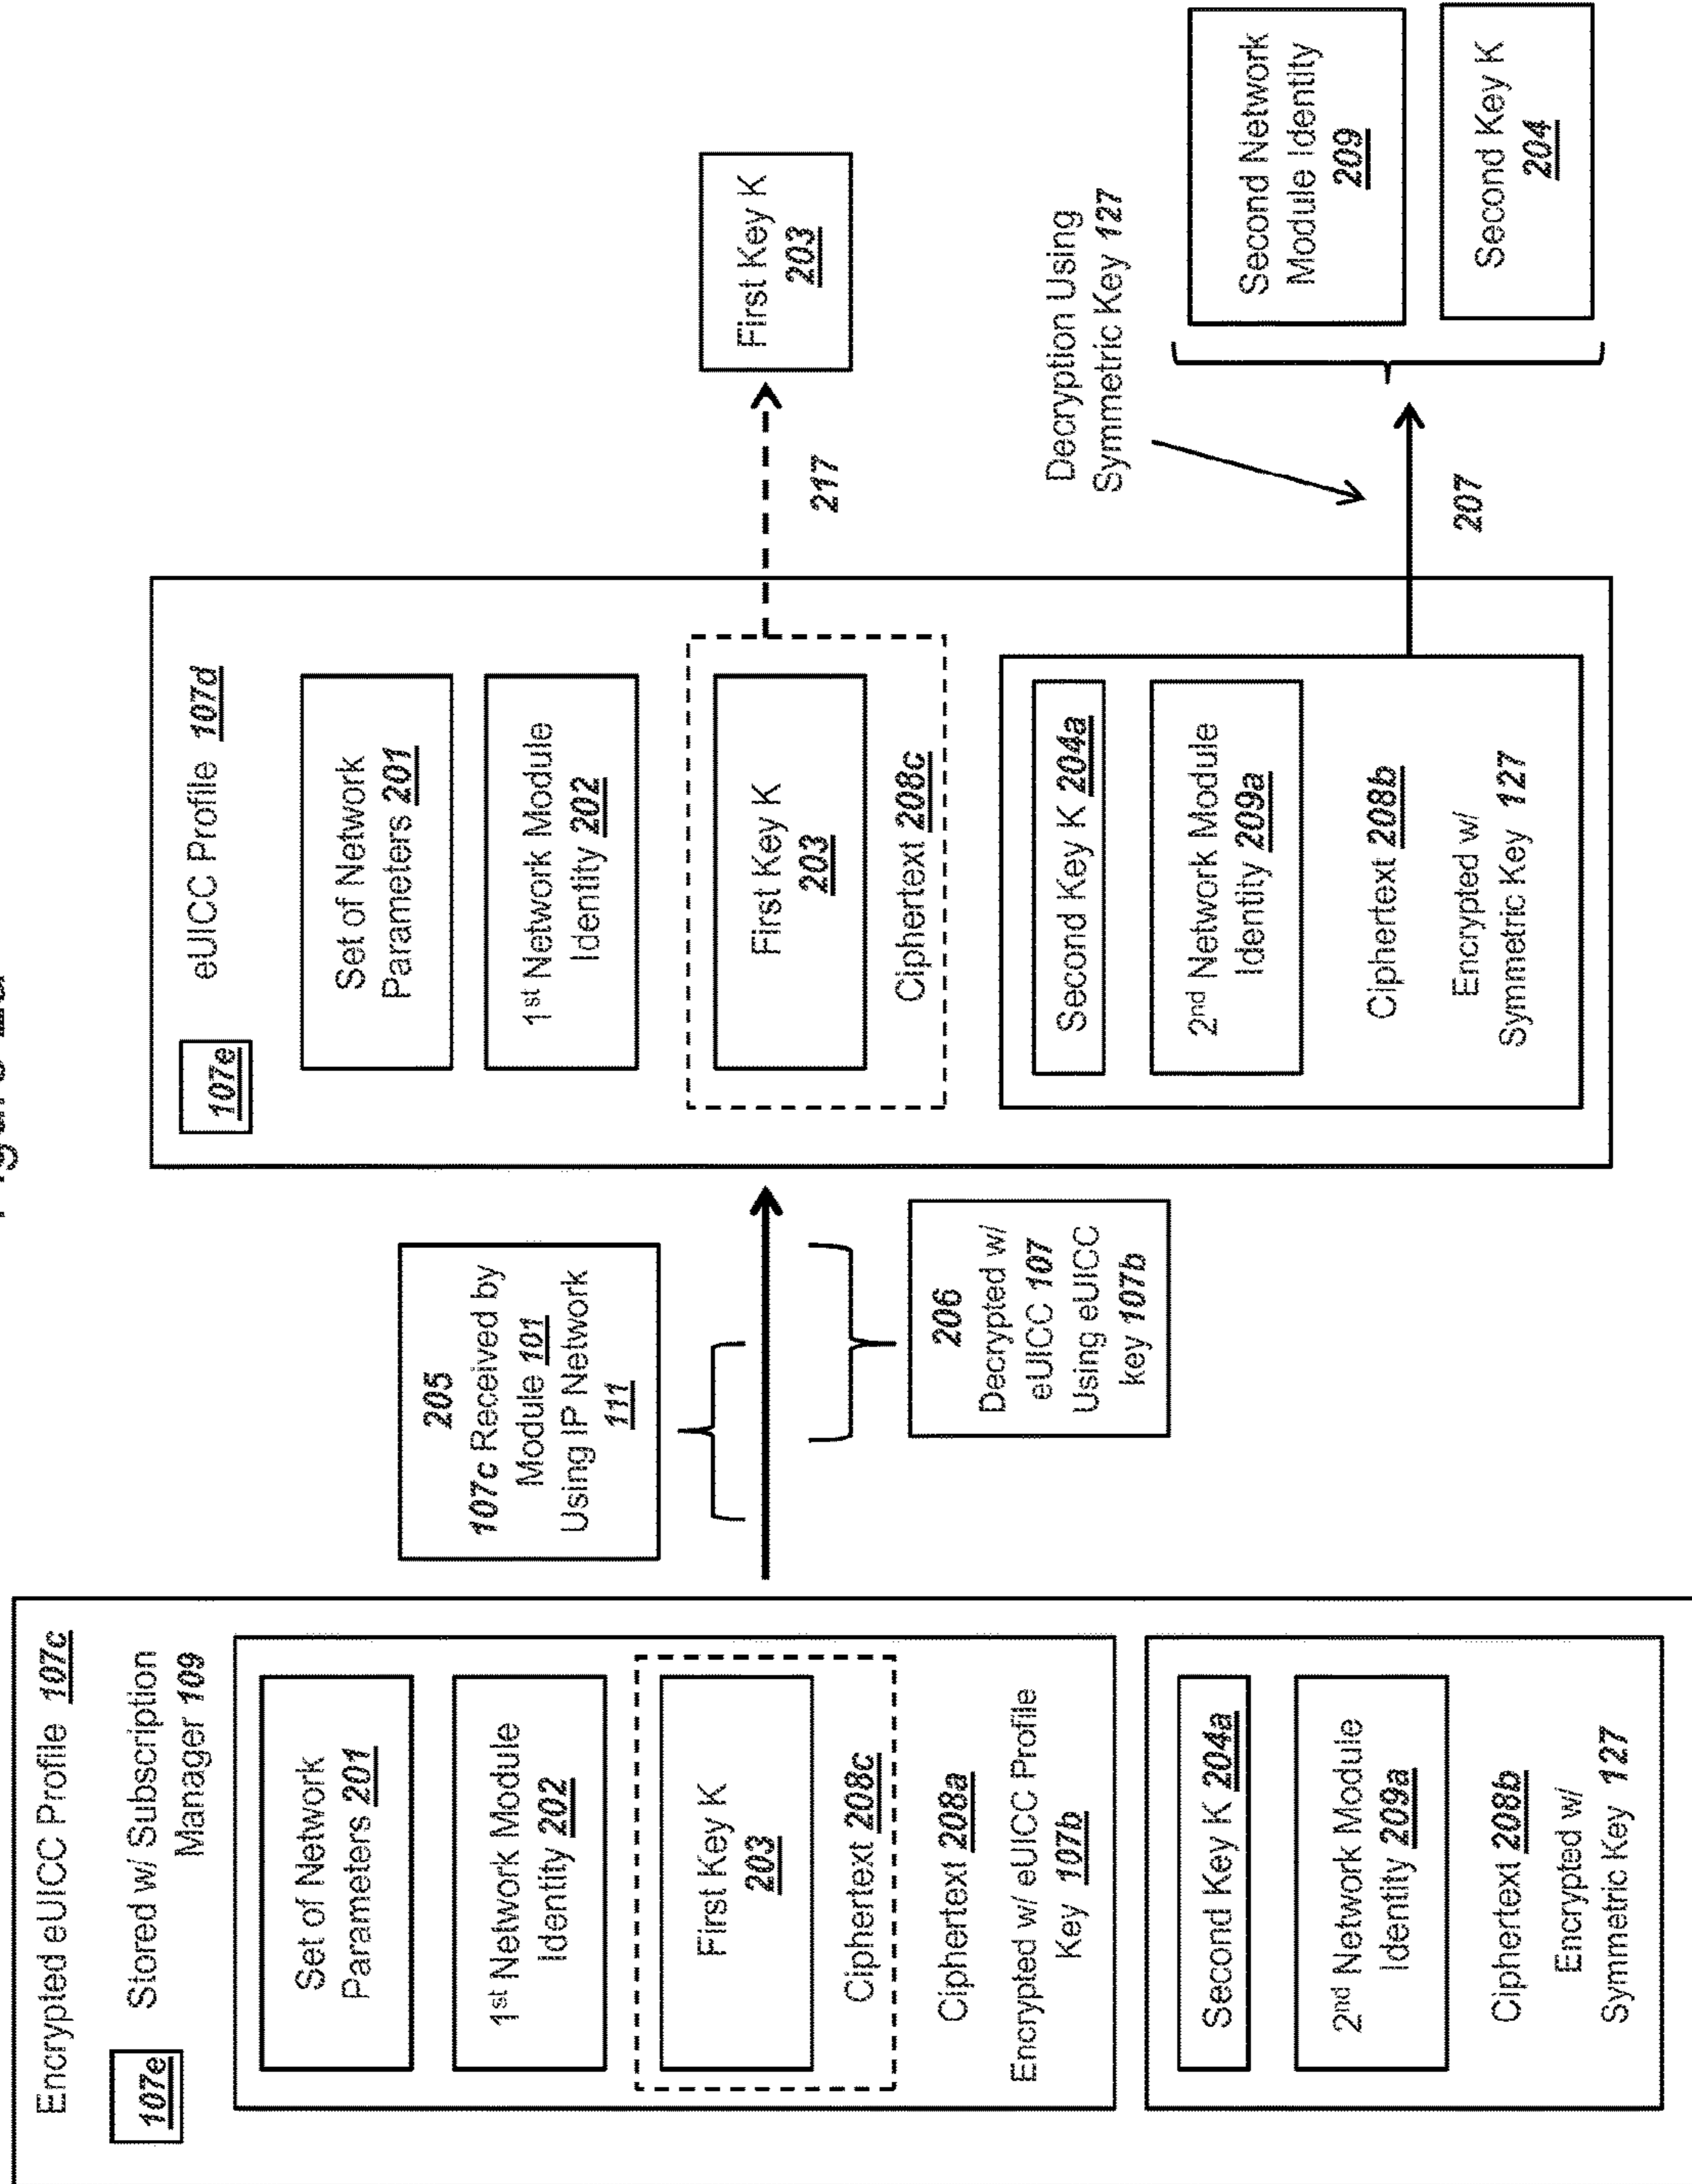 Encrypted eUICC Profile 107c
107e
Stored w/ Subscription
Manager 109
Set of Network
Parameters 201
1st Network Module
Identity 202
First Key K
203
Ciphertext 208c
Ciphertext 208a
Encrypted w/ eUICC Profile
Key 107b
Second Key K 204a
2nd Network Module
Identity 209a
Ciphertext 208b
Encrypted w/
Symmetric Key 127
205
107c Received by
Module 101
Using IP Network
111
206
Decrypted w/
eUICC 107
Using eUICC
key 107b
107e
eUICC Profile 107d
Set of Network
Parameters 201
1st Network Module
Identity 202
First Key K
203
Ciphertext 208c
Second Key K 204a
2nd Network Module
Identity 209a
Ciphertext 208b
Encrypted w/
Symmetric Key 127
217
First Key K
203
Decryption Using
Symmetric Key 127
207
Second Network
Module Identity
209
Second Key K
204